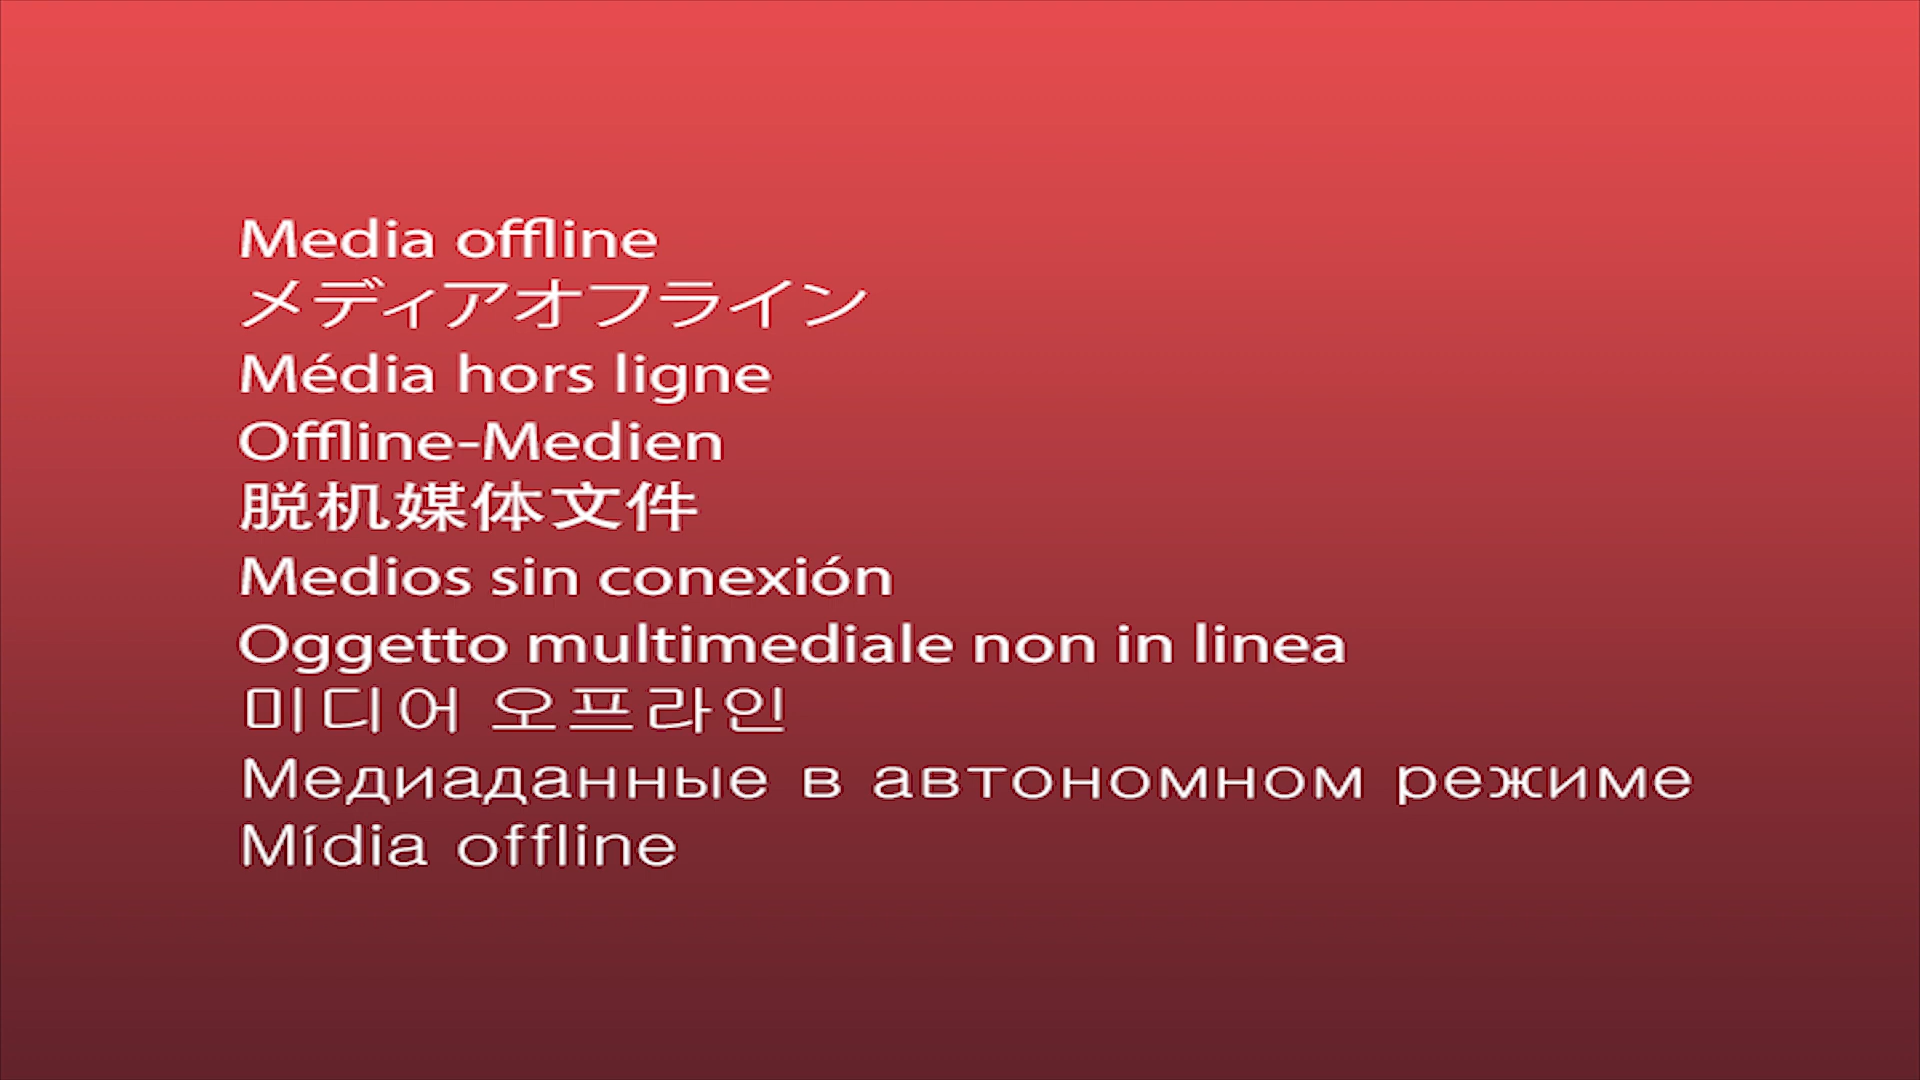 Media offline
メディアオフライン
Média hors ligne
Offline-Medien
脱机媒体文件
Medios sin conexión
Oggetto multimediale non in linea
미디어 오프라인
Медиаданные в автономном режиме
Mídia offline